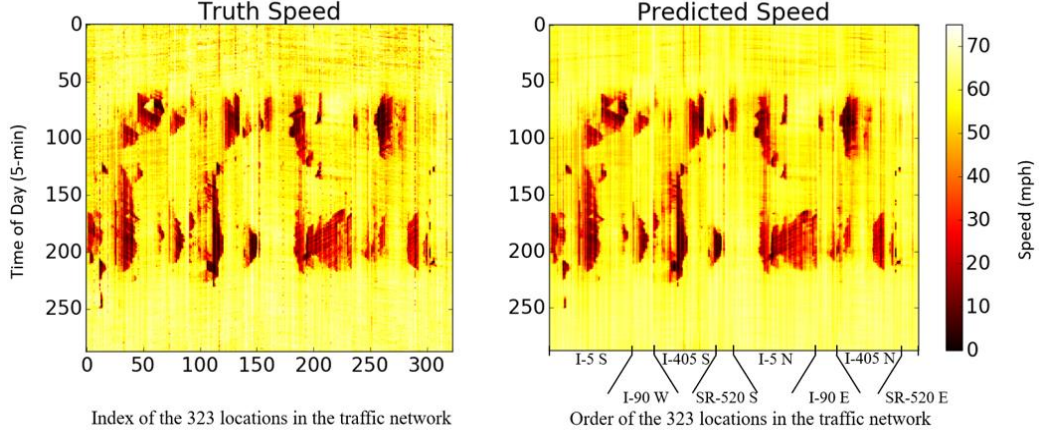 Truth Speed
Predicted Speed
0
50
100
150
200
250
Time of Day (5-min)
0 50 100 150 200 250 300
Index of the 323 locations in the traffic network
0
50
100
150
200
250
I-5 S I-405 S I-5 N I-405 N
I-90 W SR-520 S I-90 E SR-520 E
Order of the 323 locations in the traffic network
70
60
50
40
30
20
10
0
Speed (mph)